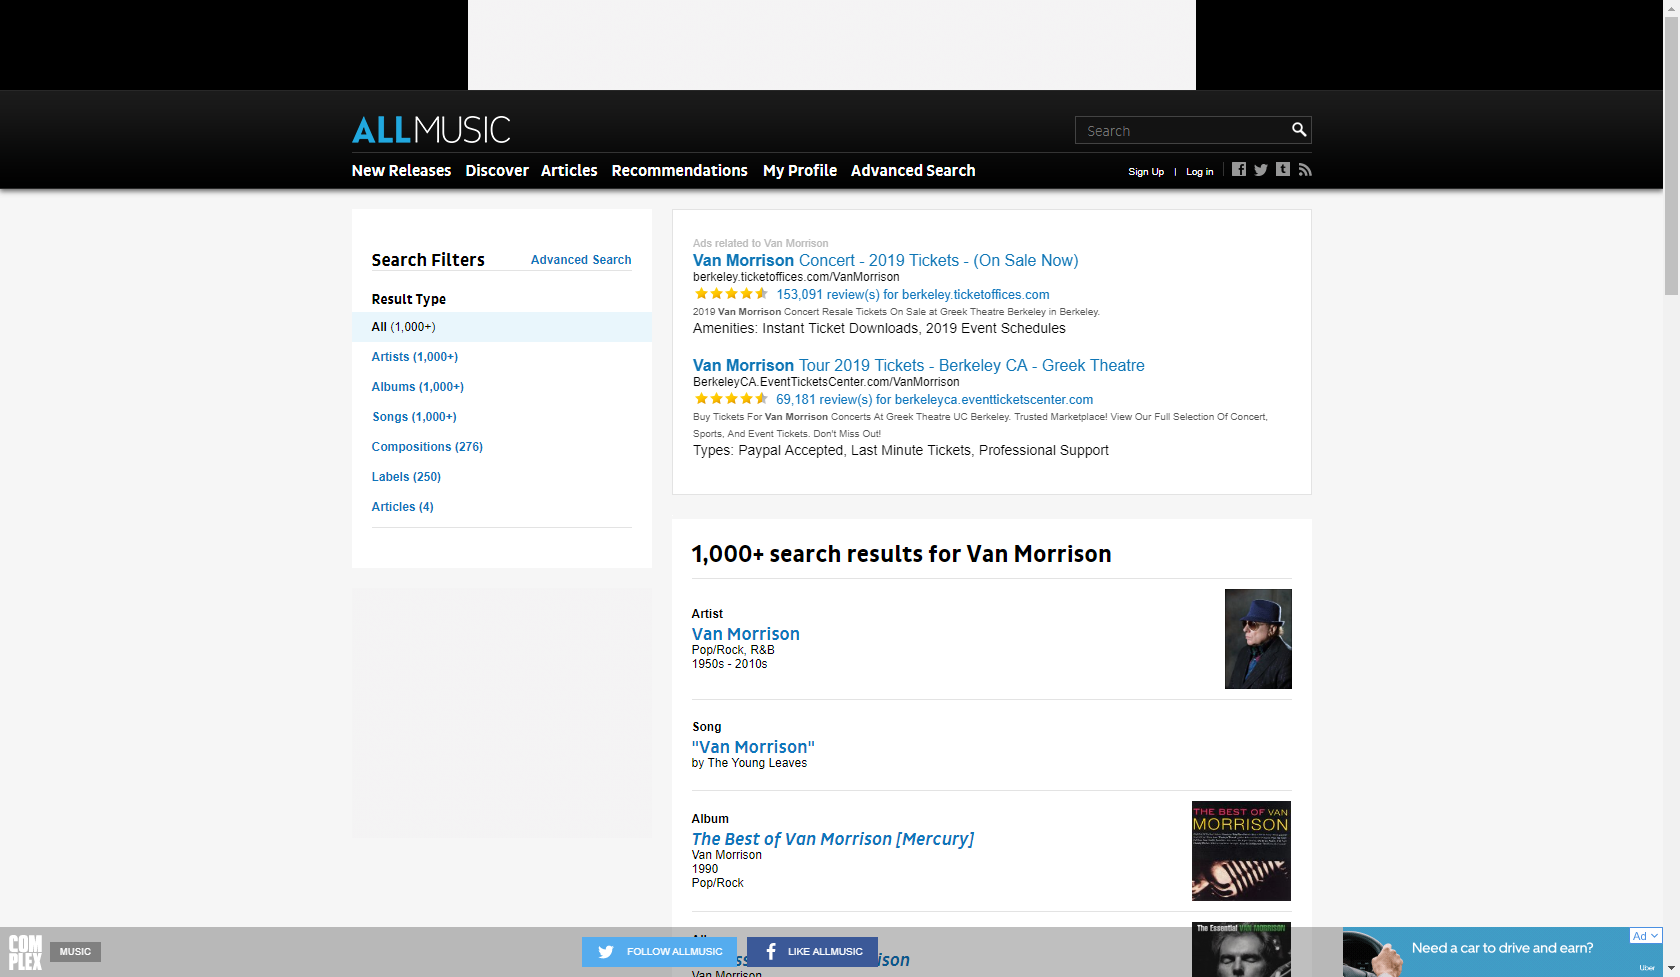 ALLMUSIC
Search
New Releases Discover Articles Recommendations My Profile Advanced Search
Sign Up | Log in
Search Filters Advanced Search
Result Type
All (1,000+)
Artists (1,000+)
Albums (1,000+)
Songs (1,000+)
Compositions (276)
Labels (250)
Articles (4)
Ads related to Van Morrison
Van Morrison Concert - 2019 Tickets - (On Sale Now)
berkeley.ticketoffices.com/VanMorrison
153,091 review(s) for berkeley.ticketoffices.com
2019 Van Morrison Concert Resale Tickets On Sale at Greek Theatre Berkeley in Berkeley.
Amenities: Instant Ticket Downloads, 2019 Event Schedules
Van Morrison Tour 2019 Tickets - Berkeley CA - Greek Theatre
BerkeleyCA.EventTicketsCenter.com/VanMorrison
69,181 review(s) for berkeleyca.eventticketscenter.com
Buy Tickets For Van Morrison Concerts At Greek Theatre UC Berkeley. Trusted Marketplace! View Our Full Selection Of Concert,
Sports, And Event Tickets. Don't Miss Out!
Types: Paypal Accepted, Last Minute Tickets, Professional Support
1,000+ search results for Van Morrison
Artist
Van Morrison
Pop/Rock, R&B
1950s - 2010s
Song
"Van Morrison"
by The Young Leaves
Album
The Best of Van Morrison [Mercury]
Van Morrison
1990
Pop/Rock
THE BEST OF VAN
MORRISON
The Essential VAN MORRISON
Van Morrison
COMPLEX
MUSIC
FOLLOW ALLMUSIC
LIKE ALLMUSIC
Need a car to drive and earn?
Ad
Uber